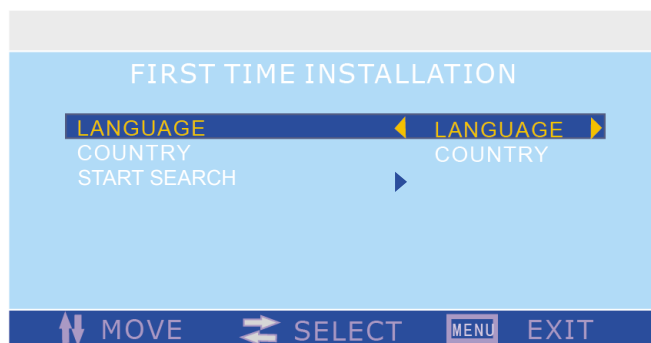 FIRST TIME INSTALLATION
LANGUAGE LANGUAGE
COUNTRY COUNTRY
START SEARCH
MOVE SELECT MENU EXIT